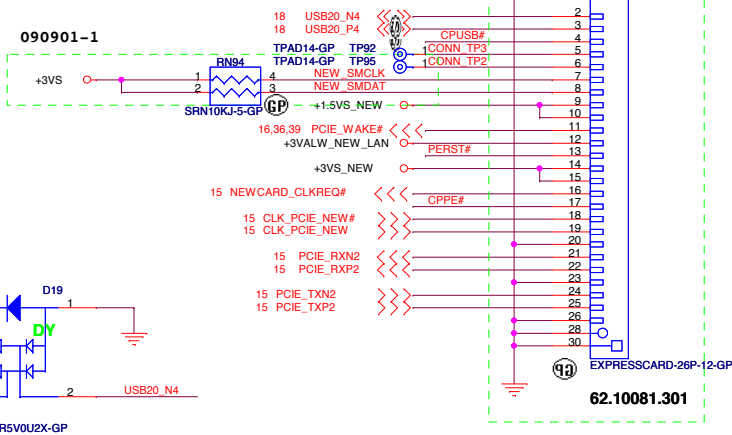 18 USB20_N4 2
18 USB20_P4 3
090901-1
CPUSB# 4
TPAD14-GP TP92 1 CONN_TP3 5
TPAD14-GP TP95 1 CONN_TP2 6
RN94
+3VS 1 4 NEW_SMCLK 7
2 3 NEW_SMDAT 8
SRN10KJ-5-GP GP +1.5VS_NEW 9
10
16,36,39 PCIE_WAKE# 11
+3VALW_NEW_LAN 12
PERST# 13
+3VS_NEW 14
15
15 NEWCARD_CLKREQ# 16
CPPE# 17
15 CLK_PCIE_NEW# 18
15 CLK_PCIE_NEW 19
20
15 PCIE_RXN2 21
15 PCIE_RXP2 22
23
15 PCIE_TXN2 24
15 PCIE_TXP2 25
26
28
30
D19
1
DY
GP EXPRESSCARD-26P-12-GP
2 USB20_N4
62.10081.301
R5V0U2X-GP